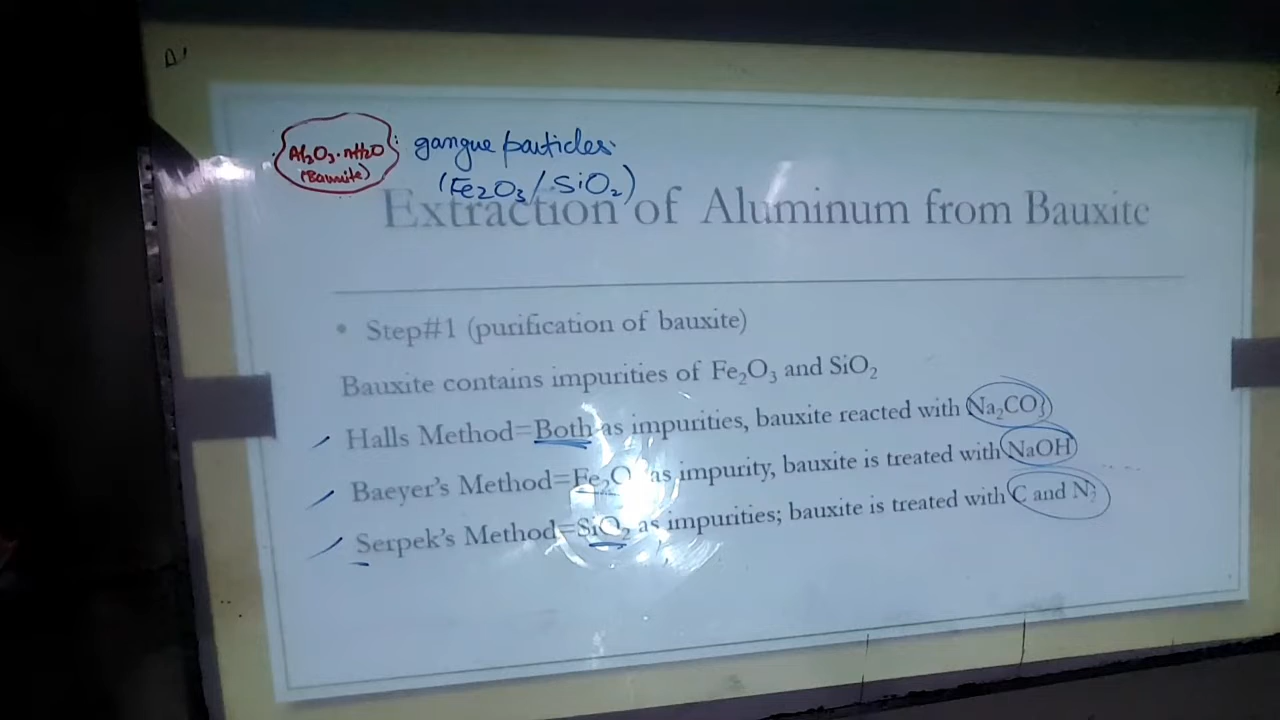 Al₂O₃·nH₂O gangue particles
(Bauxite) (Fe₂O₃/SiO₂)
Extraction of Aluminum from Bauxite
• Step#1 (purification of bauxite)
Bauxite contains impurities of Fe₂O₃ and SiO₂
Halls Method=Both as impurities, bauxite reacted with Na₂CO₃
Baeyer's Method=Fe₂O as impurity, bauxite is treated with NaOH
Serpek's Method=SiO₂ as impurities; bauxite is treated with C and N₂